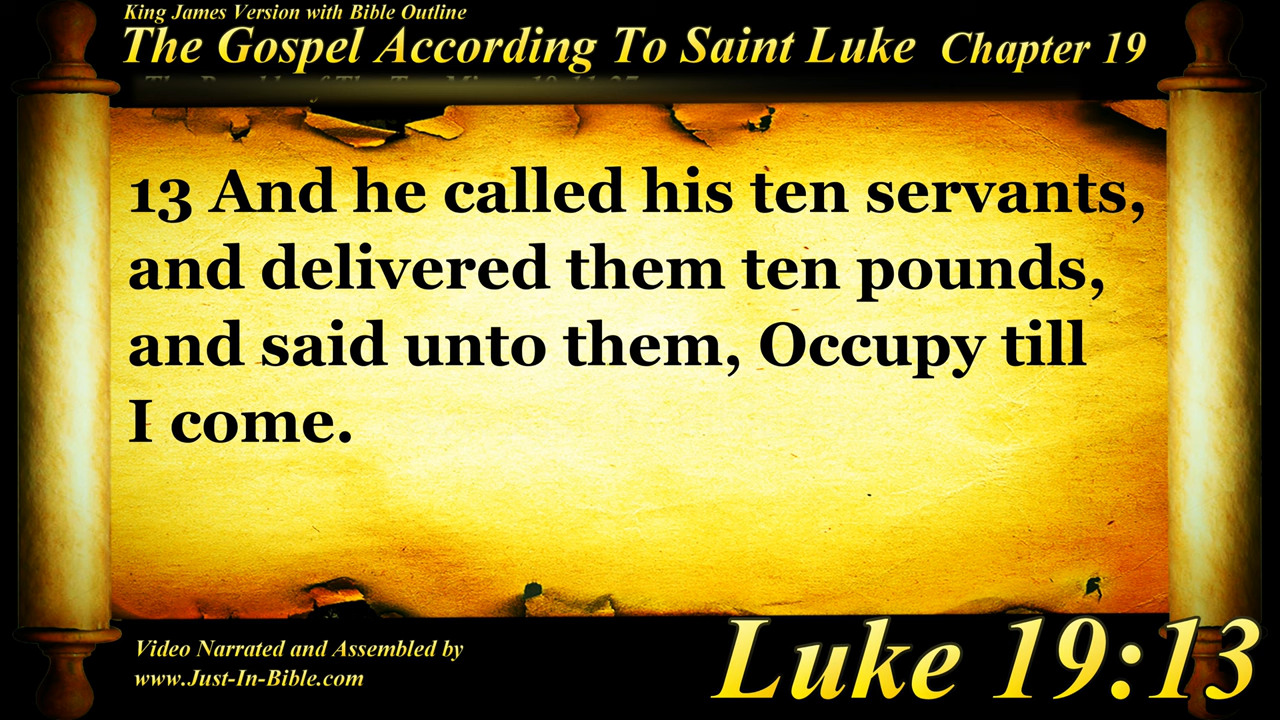 King James Version with Bible Outline
The Gospel According To Saint Luke Chapter 19
13 And he called his ten servants,
and delivered them ten pounds,
and said unto them, Occupy till
I come.
Video Narrated and Assembled by
www.Just-In-Bible.com
Luke 19:13